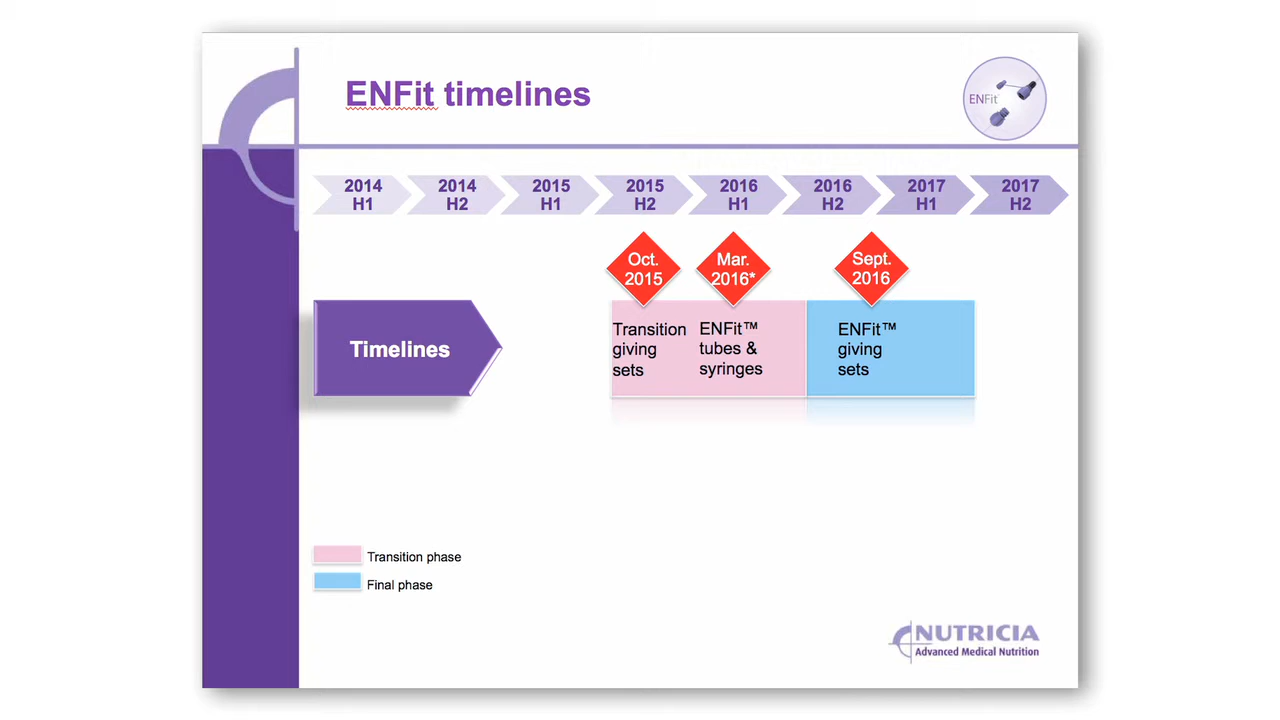 ENFit timelines
ENFit
2014 2014 2015 2015 2016 2016 2017 2017
H1 H2 H1 H2 H1 H2 H1 H2
Oct.
2015
Mar.
2016*
Sept.
2016
Timelines
Transition
giving
sets
ENFit™
tubes &
syringes
ENFit™
giving
sets
Transition phase
Final phase
NUTRICIA
Advanced Medical Nutrition